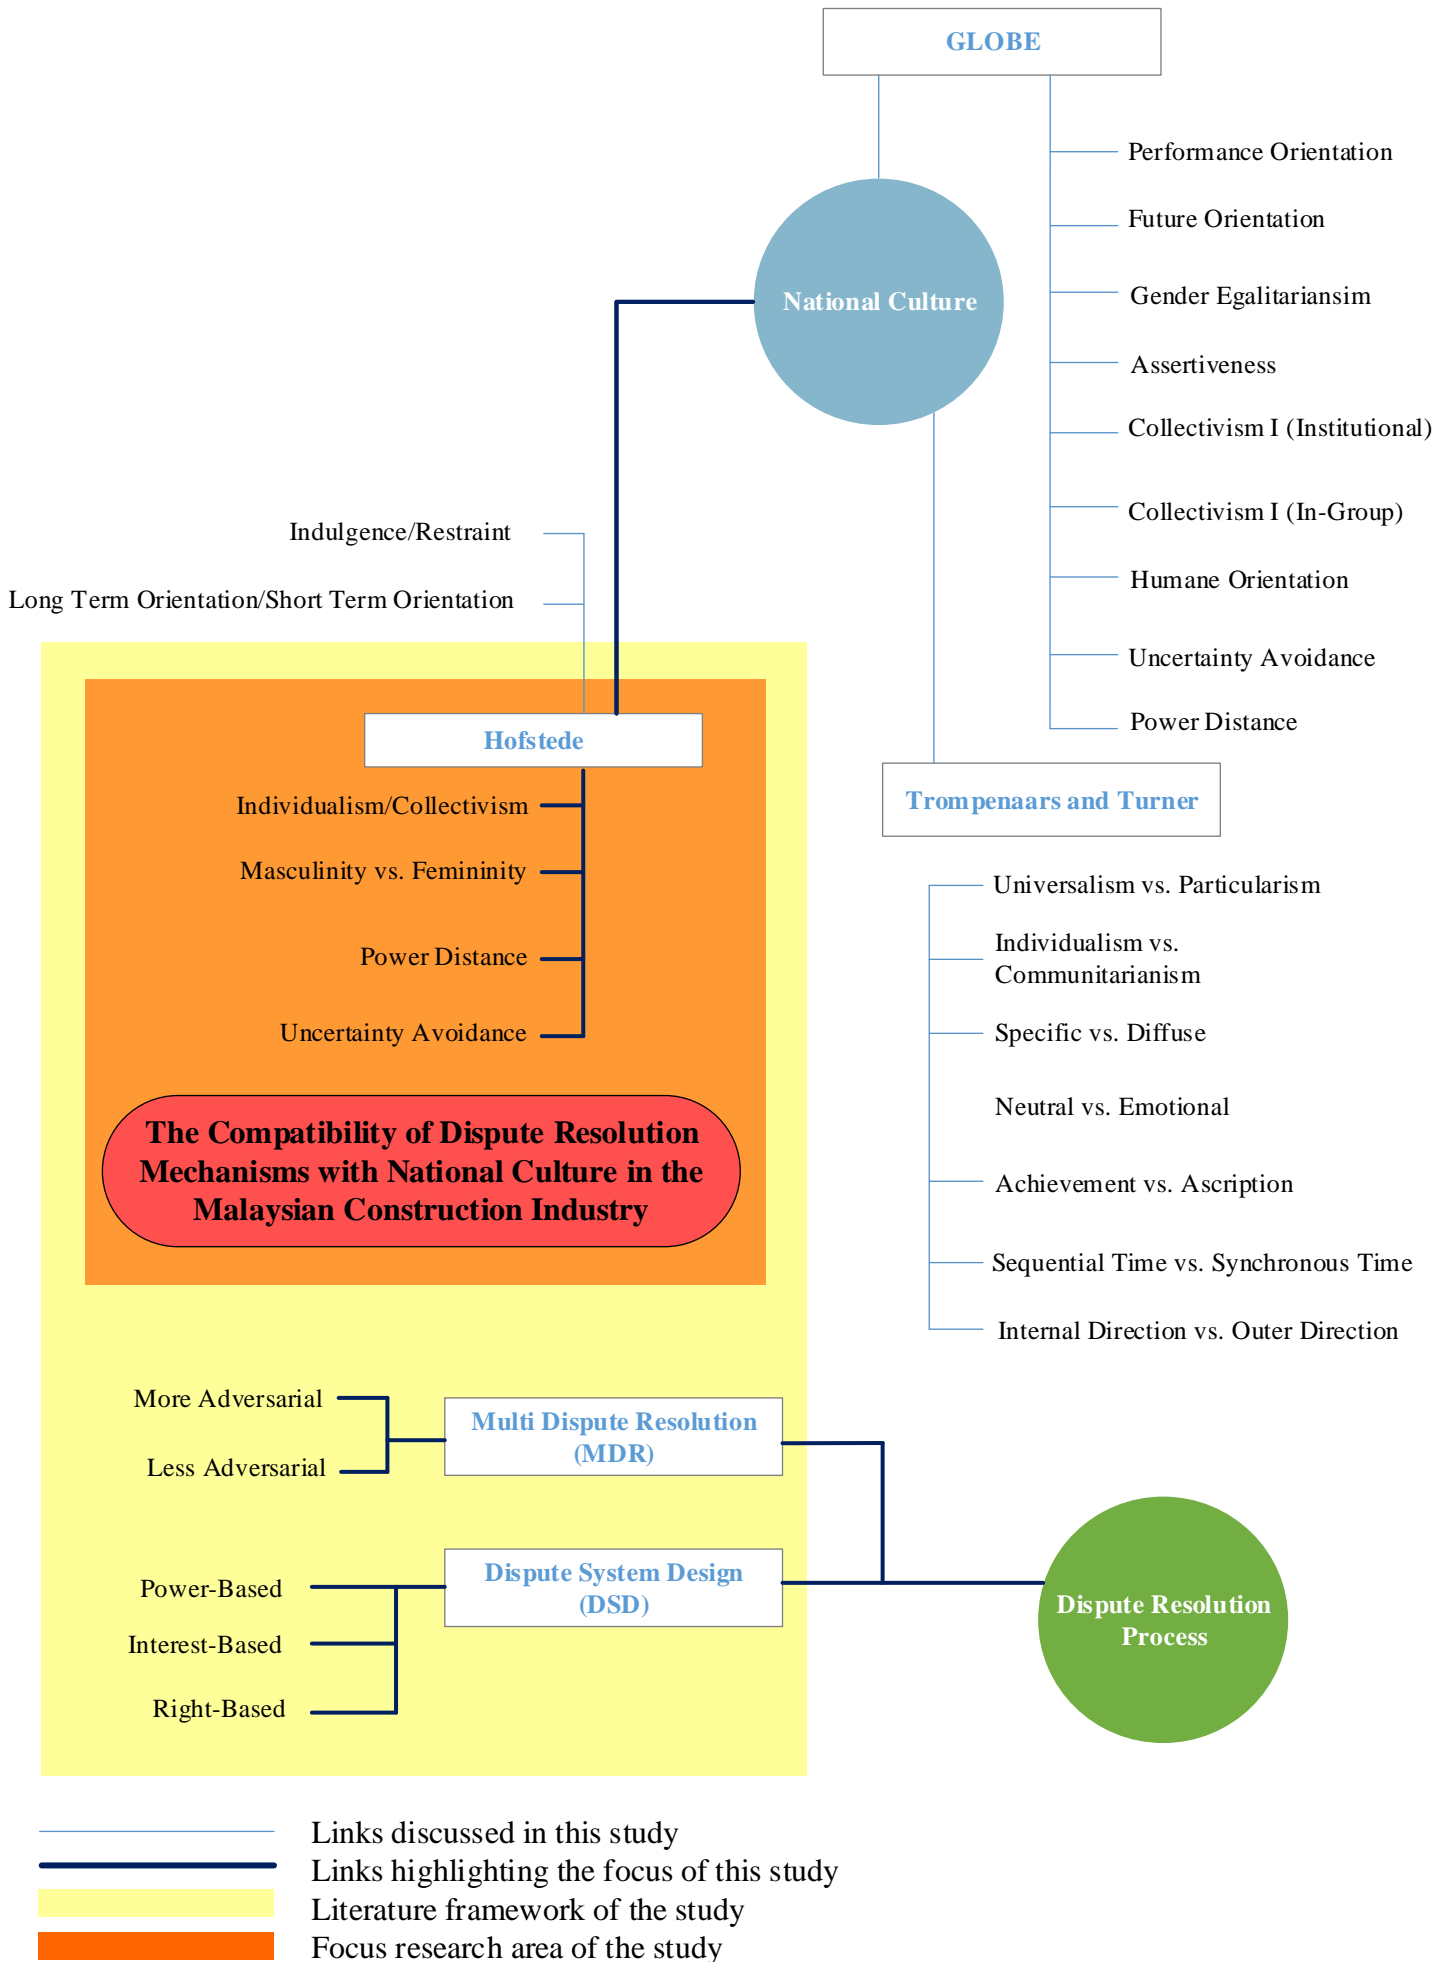 GLOBE
Performance Orientation
Future Orientation
Gender Egalitariansim
Assertiveness
Collectivism I (Institutional)
Collectivism I (In-Group)
Humane Orientation
Uncertainty Avoidance
Power Distance
National Culture
Indulgence/Restraint
Long Term Orientation/Short Term Orientation
Hofstede
Individualism/Collectivism
Masculinity vs. Femininity
Power Distance
Uncertainty Avoidance
The Compatibility of Dispute Resolution
Mechanisms with National Culture in the
Malaysian Construction Industry
Trompenaars and Turner
Universalism vs. Particularism
Individualism vs.
Communitarianism
Specific vs. Diffuse
Neutral vs. Emotional
Achievement vs. Ascription
Sequential Time vs. Synchronous Time
Internal Direction vs. Outer Direction
More Adversarial
Less Adversarial
Multi Dispute Resolution
(MDR)
Power-Based
Interest-Based
Right-Based
Dispute System Design
(DSD)
Dispute Resolution
Process
Links discussed in this study
Links highlighting the focus of this study
Literature framework of the study
Focus research area of the study